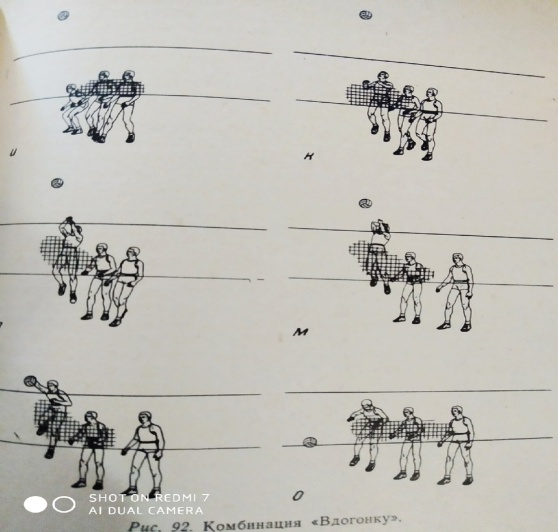 и
к
м
о
SHOT ON REDMI 7
AI DUAL CAMERA
Рис. 92. Комбинация «Вдогонку».